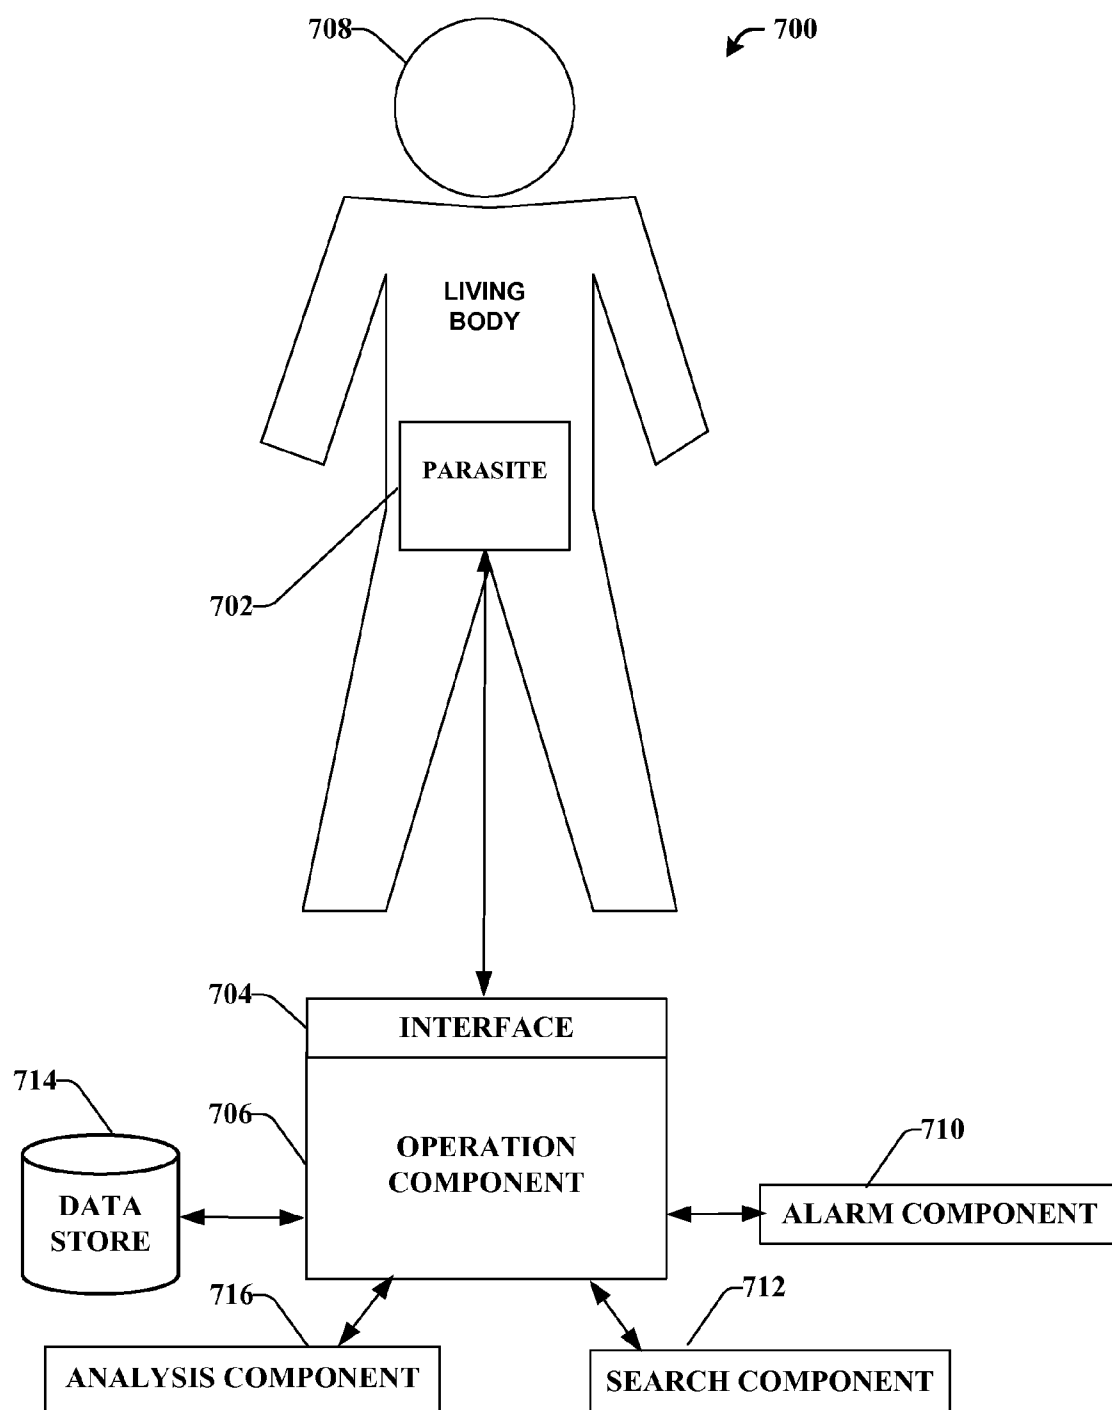 708
700
LIVING
BODY
PARASITE
702
704
INTERFACE
714
706
OPERATION
COMPONENT
710
DATA
STORE
ALARM COMPONENT
716
712
ANALYSIS COMPONENT
SEARCH COMPONENT